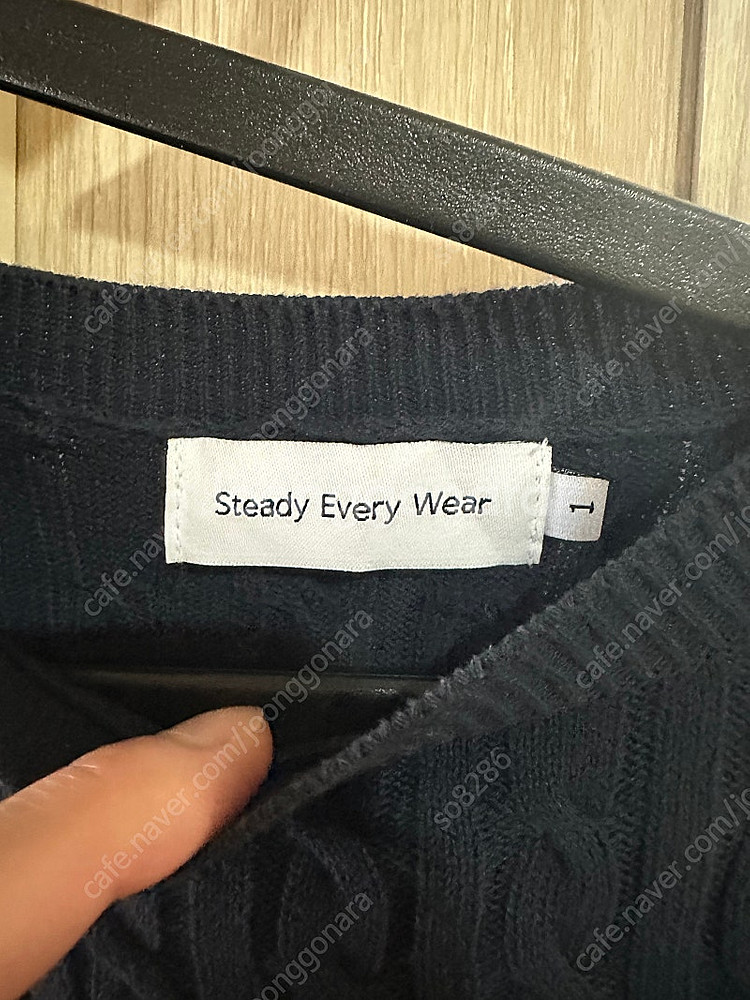 Steady Every Wear
1
cafe.naver.com/joonggonara
so8286